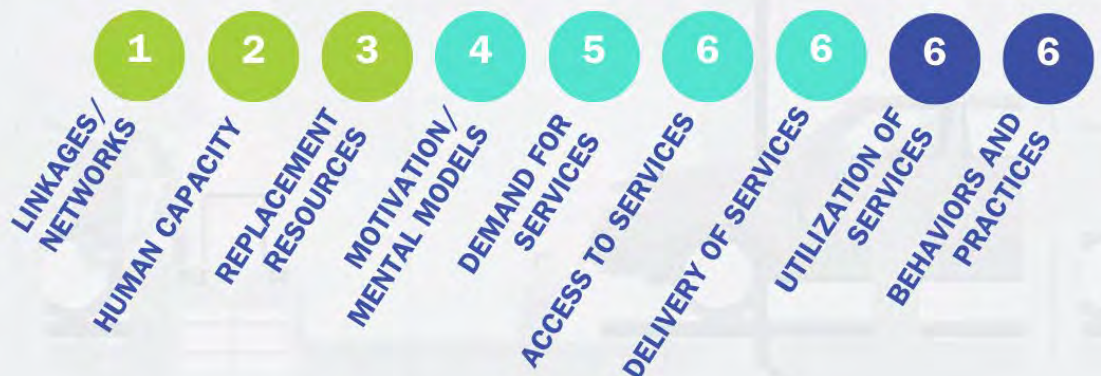 1
2
3
4
5
6
6
6
6
LINKAGES/
NETWORKS
HUMAN CAPACITY
REPLACEMENT
RESOURCES
MOTIVATION/
MENTAL MODELS
DEMAND FOR
SERVICES
ACCESS TO SERVICES
DELIVERY OF SERVICES
UTILIZATION OF
SERVICES
BEHAVIORS AND
PRACTICES